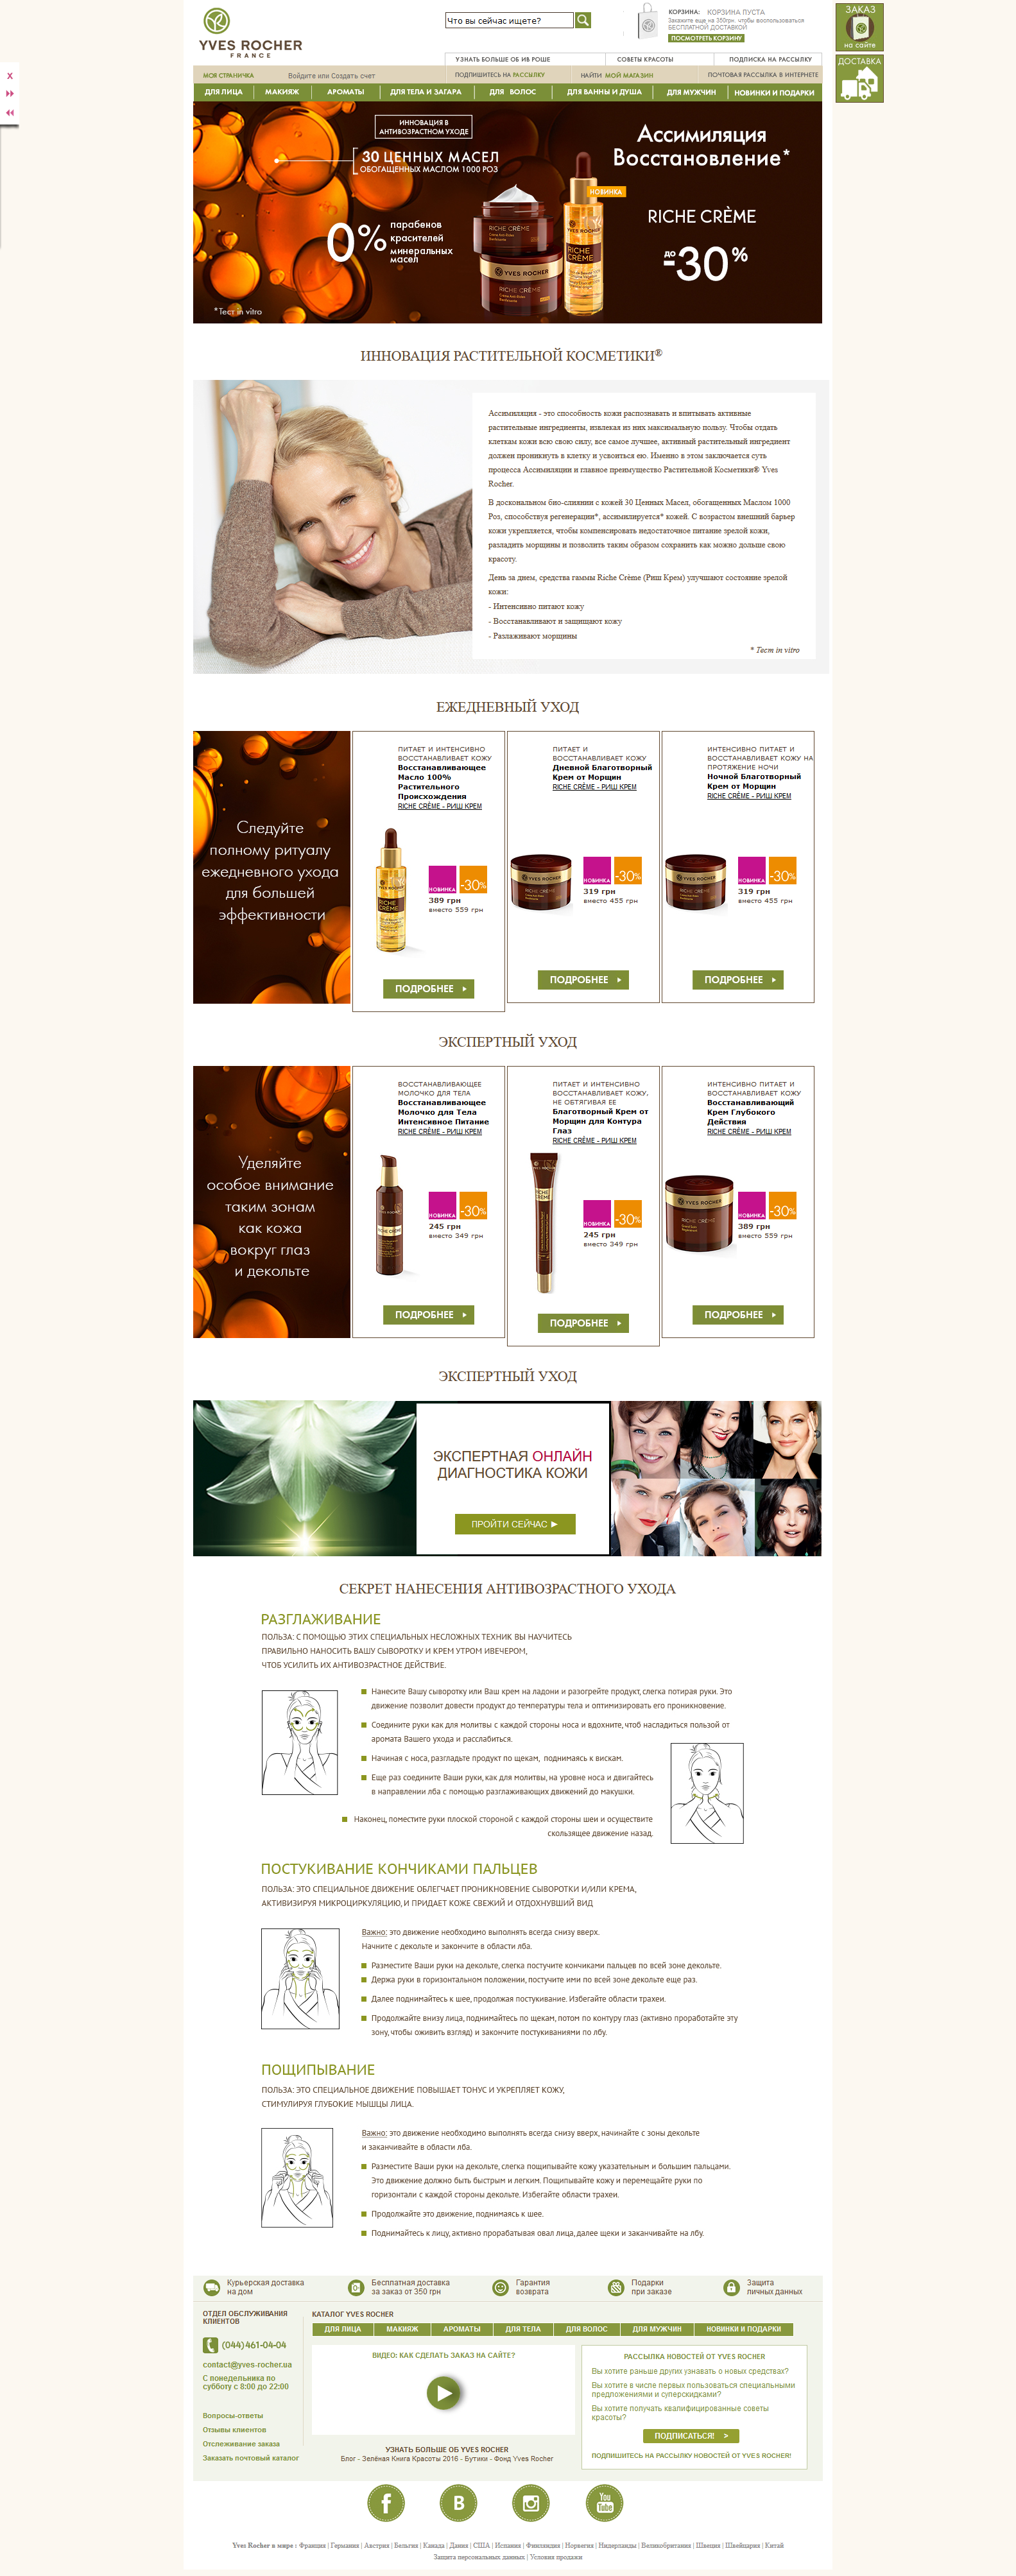 YVES ROCHER
FRANCE
Что вы сейчас ищете?
КОРЗИНА: КОРЗИНА ПУСТА
Закажите еще на 350грн, чтобы воспользоваться
БЕСПЛАТНОЙ ДОСТАВКОЙ
ПОСМОТРЕТЬ КОРЗИНУ
ЗАКАЗ
на сайте
ДОСТАВКА
X
УЗНАТЬ БОЛЬШЕ ОБ ИВ РОШЕ
СОВЕТЫ КРАСОТЫ
ПОДПИСКА НА РАССЫЛКУ
МОЯ СТРАНИЧКА
Войдите или Создать счет
ПОДПИШИТЕСЬ НА РАССЫЛКУ
НАЙТИ МОЙ МАГАЗИН
ПОЧТОВАЯ РАССЫЛКА В ИНТЕРНЕТЕ
ДЛЯ ЛИЦА
МАКИЯЖ
АРОМАТЫ
ДЛЯ ТЕЛА И ЗАГАРА
ДЛЯ ВОЛОС
ДЛЯ ВАННЫ И ДУША
ДЛЯ МУЖЧИН
НОВИНКИ И ПОДАРКИ
ИННОВАЦИЯ В
АНТИВОЗРАСТНОМ УХОДЕ
30 ЦЕННЫХ МАСЕЛ
ОБОГАЩЕННЫХ МАСЛОМ 1000 РОЗ
0% парабенов
красителей
минеральных
масел
*Тест in vitro
НОВИНКА
RICHE CRÈME
YVES ROCHER
RICHE CRÈME
Ассимиляция
Восстановление*
RICHE CRÈME
до
-30%
ИННОВАЦИЯ РАСТИТЕЛЬНОЙ КОСМЕТИКИ®
Ассимиляция - это способность кожи распознавать и впитывать активные
растительные ингредиенты, извлекая из них максимальную пользу. Чтобы отдать
клеткам кожи всю свою силу, все самое лучшее, активный растительный ингредиент
должен проникнуть в клетку и усвоиться ею. Именно в этом заключается суть
процесса Ассимиляции и главное преимущество Растительной Косметики® Yves
Rocher.
В доскональном био-слиянии с кожей 30 Ценных Масел, обогащенных Маслом 1000
Роз, способствуя регенерации*, ассимилируется* кожей. С возрастом внешний барьер
кожи укрепляется, чтобы компенсировать недостаточное питание зрелой кожи,
разладить морщины и позволить таким образом сохранить как можно дольше свою
красоту.
День за днем, средства гаммы Riche Crème (Риш Крем) улучшают состояние зрелой
кожи:
- Интенсивно питают кожу
- Восстанавливают и защищают кожу
- Разлаживают морщины
* Тест in vitro
ЕЖЕДНЕВНЫЙ УХОД
Следуйте
полному ритуалу
ежедневного ухода
для большей
эффективности
ПИТАЕТ И ИНТЕНСИВНО
ВОССТАНАВЛИВАЕТ КОЖУ
Восстанавливающее
Масло 100%
Растительного
Происхождения
RICHE CRÈME - РИШ КРЕМ
НОВИНКА
-30%
389 грн
вместо 559 грн
ПОДРОБНЕЕ
ПИТАЕТ И
ВОССТАНАВЛИВАЕТ КОЖУ
Дневной Благотворный
Крем от Морщин
RICHE CRÈME - РИШ КРЕМ
НОВИНКА
-30%
319 грн
вместо 455 грн
ПОДРОБНЕЕ
ИНТЕНСИВНО ПИТАЕТ И
ВОССТАНАВЛИВАЕТ КОЖУ НА
ПРОТЯЖЕНИЕ НОЧИ
Ночной Благотворный
Крем от Морщин
RICHE CRÈME - РИШ КРЕМ
НОВИНКА
-30%
319 грн
вместо 455 грн
ПОДРОБНЕЕ
ЭКСПЕРТНЫЙ УХОД
Уделяйте
особое внимание
таким зонам
как кожа
вокруг глаз
и декольте
ВОССТАНАВЛИВАЮЩЕЕ
МОЛОЧКО ДЛЯ ТЕЛА
Восстанавливающее
Молочко для Тела
Интенсивное Питание
RICHE CRÈME - РИШ КРЕМ
НОВИНКА
-30%
245 грн
вместо 349 грн
ПОДРОБНЕЕ
ПИТАЕТ И ИНТЕНСИВНО
ВОССТАНАВЛИВАЕТ КОЖУ,
НЕ ОБТЯГИВАЯ ЕЕ
Благотворный Крем от
Морщин для Контура
Глаз
RICHE CRÈME - РИШ КРЕМ
НОВИНКА
-30%
245 грн
вместо 349 грн
ПОДРОБНЕЕ
ИНТЕНСИВНО ПИТАЕТ И
ВОССТАНАВЛИВАЕТ КОЖУ
Восстанавливающий
Крем Глубокого
Действия
RICHE CRÈME - РИШ КРЕМ
НОВИНКА
-30%
389 грн
вместо 559 грн
ПОДРОБНЕЕ
ЭКСПЕРТНЫЙ УХОД
ЭКСПЕРТНАЯ ОНЛАЙН
ДИАГНОСТИКА КОЖИ
ПРОЙТИ СЕЙЧАС ►
СЕКРЕТ НАНЕСЕНИЯ АНТИВОЗРАСТНОГО УХОДА
РАЗГЛАЖИВАНИЕ
ПОЛЬЗА: С ПОМОЩЬЮ ЭТИХ СПЕЦИАЛЬНЫХ НЕСЛОЖНЫХ ТЕХНИК ВЫ НАУЧИТЕСЬ
ПРАВИЛЬНО НАНОСИТЬ ВАШУ СЫВОРОТКУ И КРЕМ УТРОМ ИВЕЧЕРОМ,
ЧТОБ УСИЛИТЬ ИХ АНТИВОЗРАСТНОЕ ДЕЙСТВИЕ.
Нанесите Вашу сыворотку или Ваш крем на ладони и разогрейте продукт, слегка потирая руки. Это
движение позволит довести продукт до температуры тела и оптимизировать его проникновение.
Соедините руки как для молитвы с каждой стороны носа и вдохните, чтоб насладиться пользой от
аромата Вашего ухода и расслабиться.
Начиная с носа, разгладьте продукт по щекам, поднимаясь к вискам.
Еще раз соедините Ваши руки, как для молитвы, на уровне носа и двигайтесь
в направлении лба с помощью разглаживающих движений до макушки.
Наконец, поместите руки плоской стороной с каждой стороны шеи и осуществите
скользящее движение назад.
ПОСТУКИВАНИЕ КОНЧИКАМИ ПАЛЬЦЕВ
ПОЛЬЗА: ЭТО СПЕЦИАЛЬНОЕ ДВИЖЕНИЕ ОБЛЕГЧАЕТ ПРОНИКНОВЕНИЕ СЫВОРОТКИ И/ИЛИ КРЕМА,
АКТИВИЗИРУЯ МИКРОЦИРКУЛЯЦИЮ, И ПРИДАЕТ КОЖЕ СВЕЖИЙ И ОТДОХНУВШИЙ ВИД
Важно: это движение необходимо выполнять всегда снизу вверх.
Начните с декольте и закончите в области лба.
Разместите Ваши руки на декольте, слегка постучите кончиками пальцев по всей зоне декольте.
Держа руки в горизонтальном положении, постучите ими по всей зоне декольте еще раз.
Далее поднимайтесь к шее, продолжая постукивание. Избегайте области трахеи.
Продолжайте внизу лица, поднимайтесь по щекам, потом по контуру глаз (активно проработайте эту
зону, чтобы оживить взгляд) и закончите постукиваниями по лбу.
ПОЩИПЫВАНИЕ
ПОЛЬЗА: ЭТО СПЕЦИАЛЬНОЕ ДВИЖЕНИЕ ПОВЫШАЕТ ТОНУС И УКРЕПЛЯЕТ КОЖУ,
СТИМУЛИРУЯ ГЛУБОКИЕ МЫШЦЫ ЛИЦА.
Важно: это движение необходимо выполнять всегда снизу вверх, начинайте с зоны декольте
и заканчивайте в области лба.
Разместите Ваши руки на декольте, слегка пощипывайте кожу указательным и большим пальцами.
Это движение должно быть быстрым и легким. Пощипывайте кожу и перемещайте руки по
горизонтали с каждой стороны декольте. Избегайте области трахеи.
Продолжайте это движение, поднимаясь к шее.
Поднимайтесь к лицу, активно прорабатывая овал лица, далее щеки и заканчивайте на лбу.
Курьерская доставка
на дом
Бесплатная доставка
за заказ от 350 грн
Гарантия
возврата
Подарки
при заказе
Защита
личных данных
ОТДЕЛ ОБСЛУЖИВАНИЯ
КЛИЕНТОВ
(044) 461-04-04
contact@yves-rocher.ua
С понедельника по
субботу с 8:00 до 22:00
Вопросы-ответы
Отзывы клиентов
Отслеживание заказа
Заказать почтовый каталог
КАТАЛОГ YVES ROCHER
ДЛЯ ЛИЦА
МАКИЯЖ
АРОМАТЫ
ДЛЯ ТЕЛА
ДЛЯ ВОЛОС
ДЛЯ МУЖЧИН
НОВИНКИ И ПОДАРКИ
ВИДЕО: КАК СДЕЛАТЬ ЗАКАЗ НА САЙТЕ?
УЗНАТЬ БОЛЬШЕ ОБ YVES ROCHER
Блог - Зелёная Книга Красоты 2016 - Бутики - Фонд Yves Rocher
РАССЫЛКА НОВОСТЕЙ ОТ YVES ROCHER
Вы хотите раньше других узнавать о новых средствах?
Вы хотите в числе первых пользоваться специальными
предложениями и суперскидками?
Вы хотите получать квалифицированные советы
красоты?
ПОДПИСАТЬСЯ! >
ПОДПИШИТЕСЬ НА РАССЫЛКУ НОВОСТЕЙ ОТ YVES ROCHER!
f
B
You
Tube
Yves Rocher в мире : Франция | Германия | Австрия | Бельгия | Канада | Дания | США | Испания | Финляндия | Норвегия | Нидерланды | Великобритания | Швеция | Швейцария | Китай
Защита персональных данных | Условия продажи